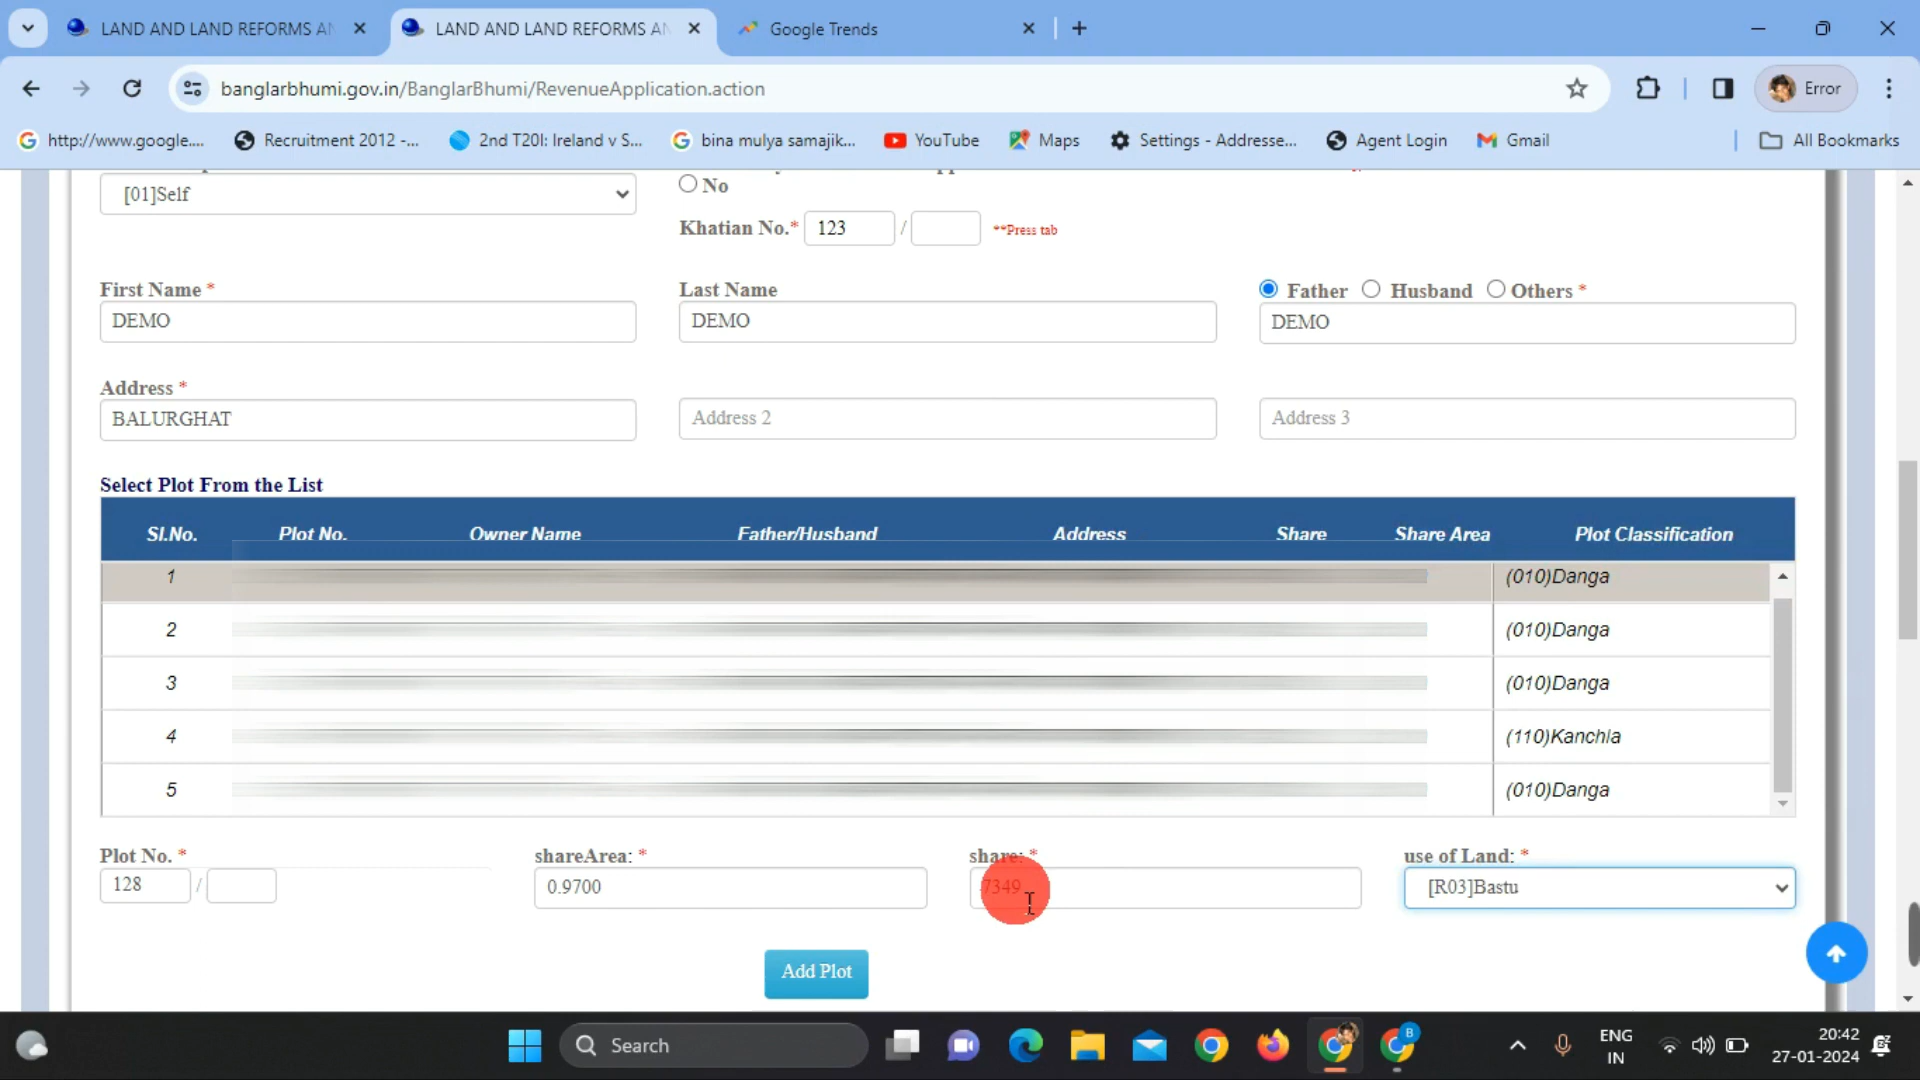 LAND AND LAND REFORMS AN
LAND AND LAND REFORMS AN
Google Trends
banglarbhumi.gov.in/BanglarBhumi/RevenueApplication.action
Error
http://www.google....
Recruitment 2012 -...
2nd T20I: Ireland v S...
bina mulya samajik...
YouTube
Maps
Settings - Addresse...
Agent Login
Gmail
All Bookmarks
[01]Self
No
Khatian No.* 123 / **Press tab
First Name *
Last Name
Father Husband Others *
DEMO
DEMO
DEMO
Address *
BALURGHAT
Address 2
Address 3
Select Plot From the List
Sl.No. Plot No. Owner Name Father/Husband Address Share Share Area Plot Classification
1 (010)Danga
2 (010)Danga
3 (010)Danga
4 (110)Kanchla
5 (010)Danga
Plot No. *
shareArea: *
share: *
use of Land: *
128 /
0.9700
7349
[R03]Bastu
Add Plot
Search
B
ENG
IN
20:42
27-01-2024